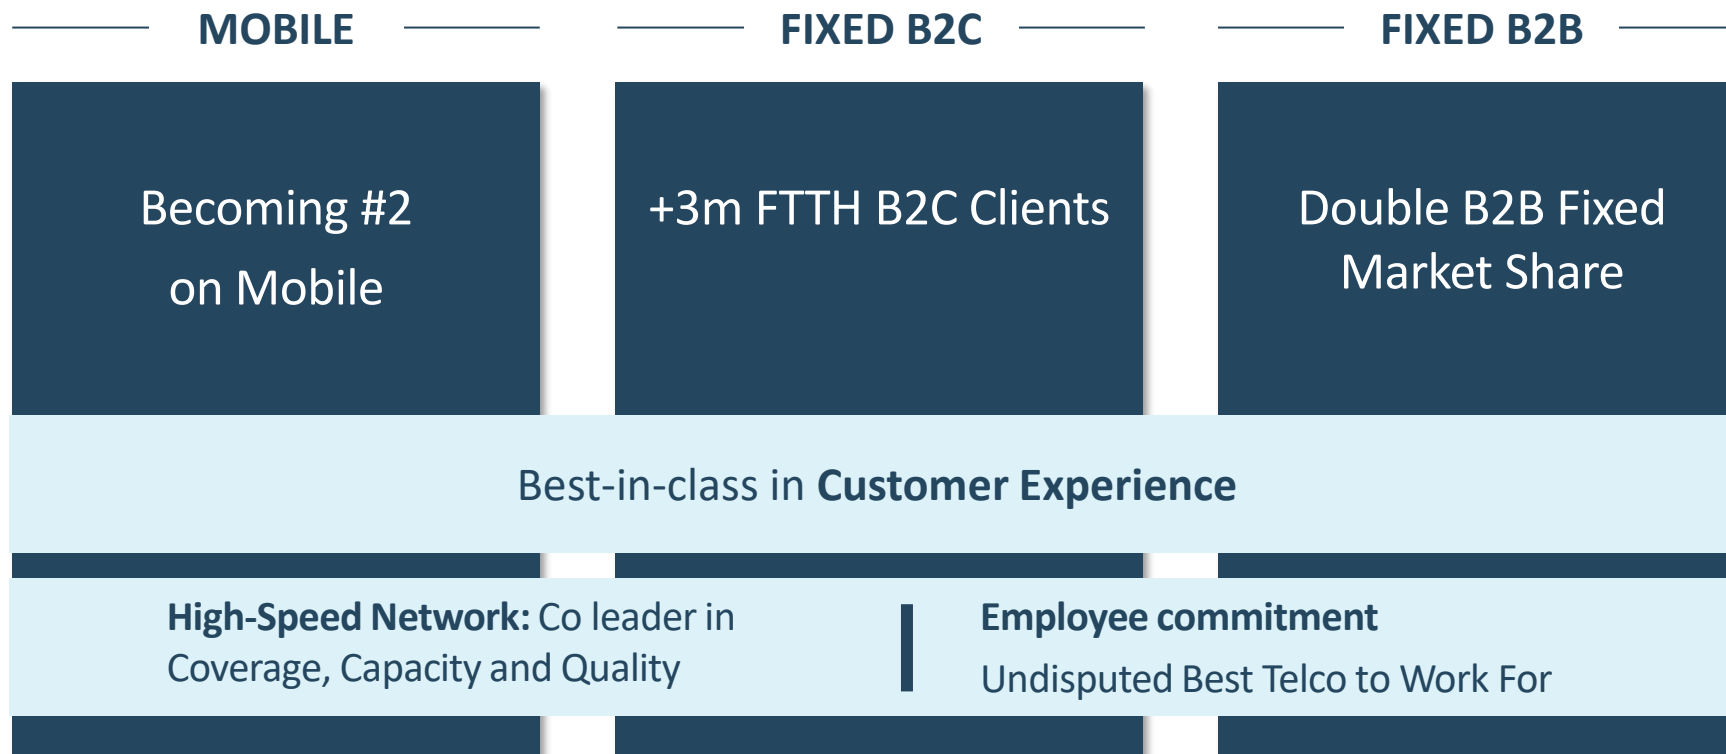 MOBILE
FIXED B2C
FIXED B2B
Becoming #2
on Mobile
+3m FTTH B2C Clients
Double B2B Fixed
Market Share
Best-in-class in Customer Experience
High-Speed Network: Co leader in
Coverage, Capacity and Quality
Employee commitment
Undisputed Best Telco to Work For